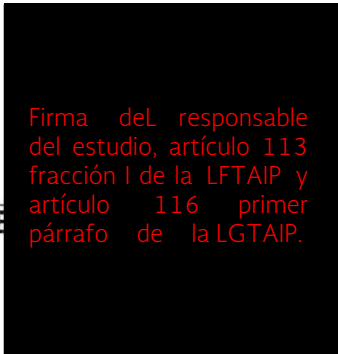 Firma deL responsable
del estudio, artículo 113
fracción I de la LFTAIP y
artículo 116 primer
párrafo de la LGTAIP.